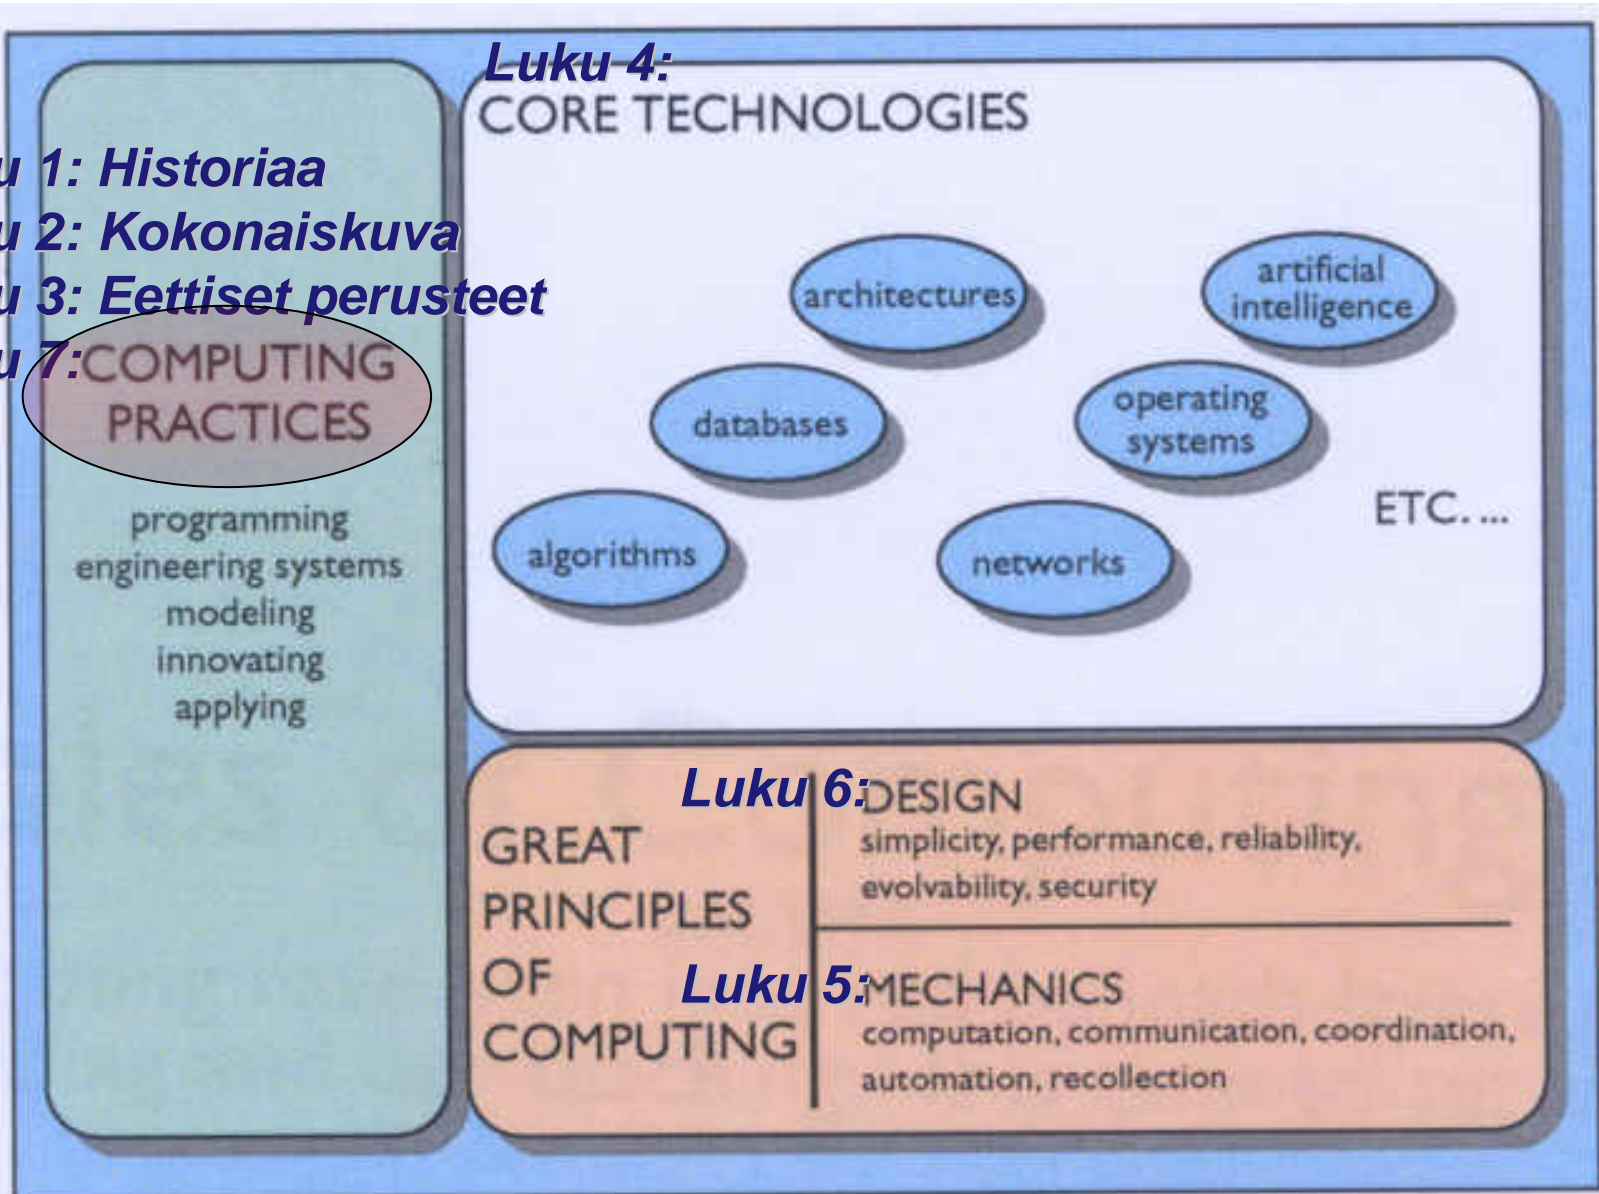 u 1: Historiaa
u 2: Kokonaiskuva
u 3: Eettiset perusteet
u 7:
COMPUTING
PRACTICES
programming
engineering systems
modeling
innovating
applying
Luku 4:
CORE TECHNOLOGIES
architectures
artificial
intelligence
databases
operating
systems
algorithms
networks
ETC. ...
GREAT
PRINCIPLES
OF
COMPUTING
Luku 6:
DESIGN
simplicity, performance, reliability,
evolvability, security
Luku 5:
MECHANICS
computation, communication, coordination,
automation, recollection